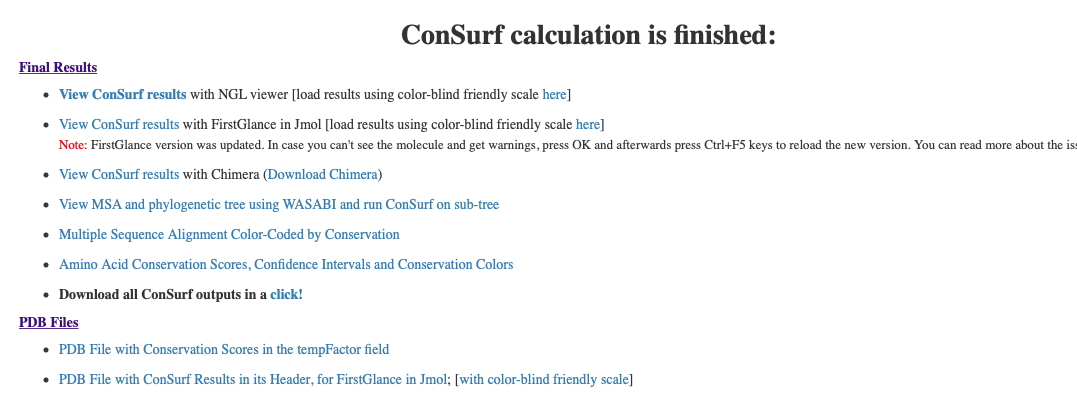 ConSurf calculation is finished:
Final Results
View ConSurf results with NGL viewer [load results using color-blind friendly scale here]
View ConSurf results with FirstGlance in Jmol [load results using color-blind friendly scale here]
Note: FirstGlance version was updated. In case you can't see the molecule and get warnings, press OK and afterwards press Ctrl+F5 keys to reload the new version. You can read more about the
View ConSurf results with Chimera (Download Chimera)
View MSA and phylogenetic tree using WASABI and run ConSurf on sub-tree
Multiple Sequence Alignment Color-Coded by Conservation
Amino Acid Conservation Scores, Confidence Intervals and Conservation Colors
Download all ConSurf outputs in a click!
PDB Files
PDB File with Conservation Scores in the tempFactor field
PDB File with ConSurf Results in its Header, for FirstGlance in Jmol; [with color-blind friendly scale]